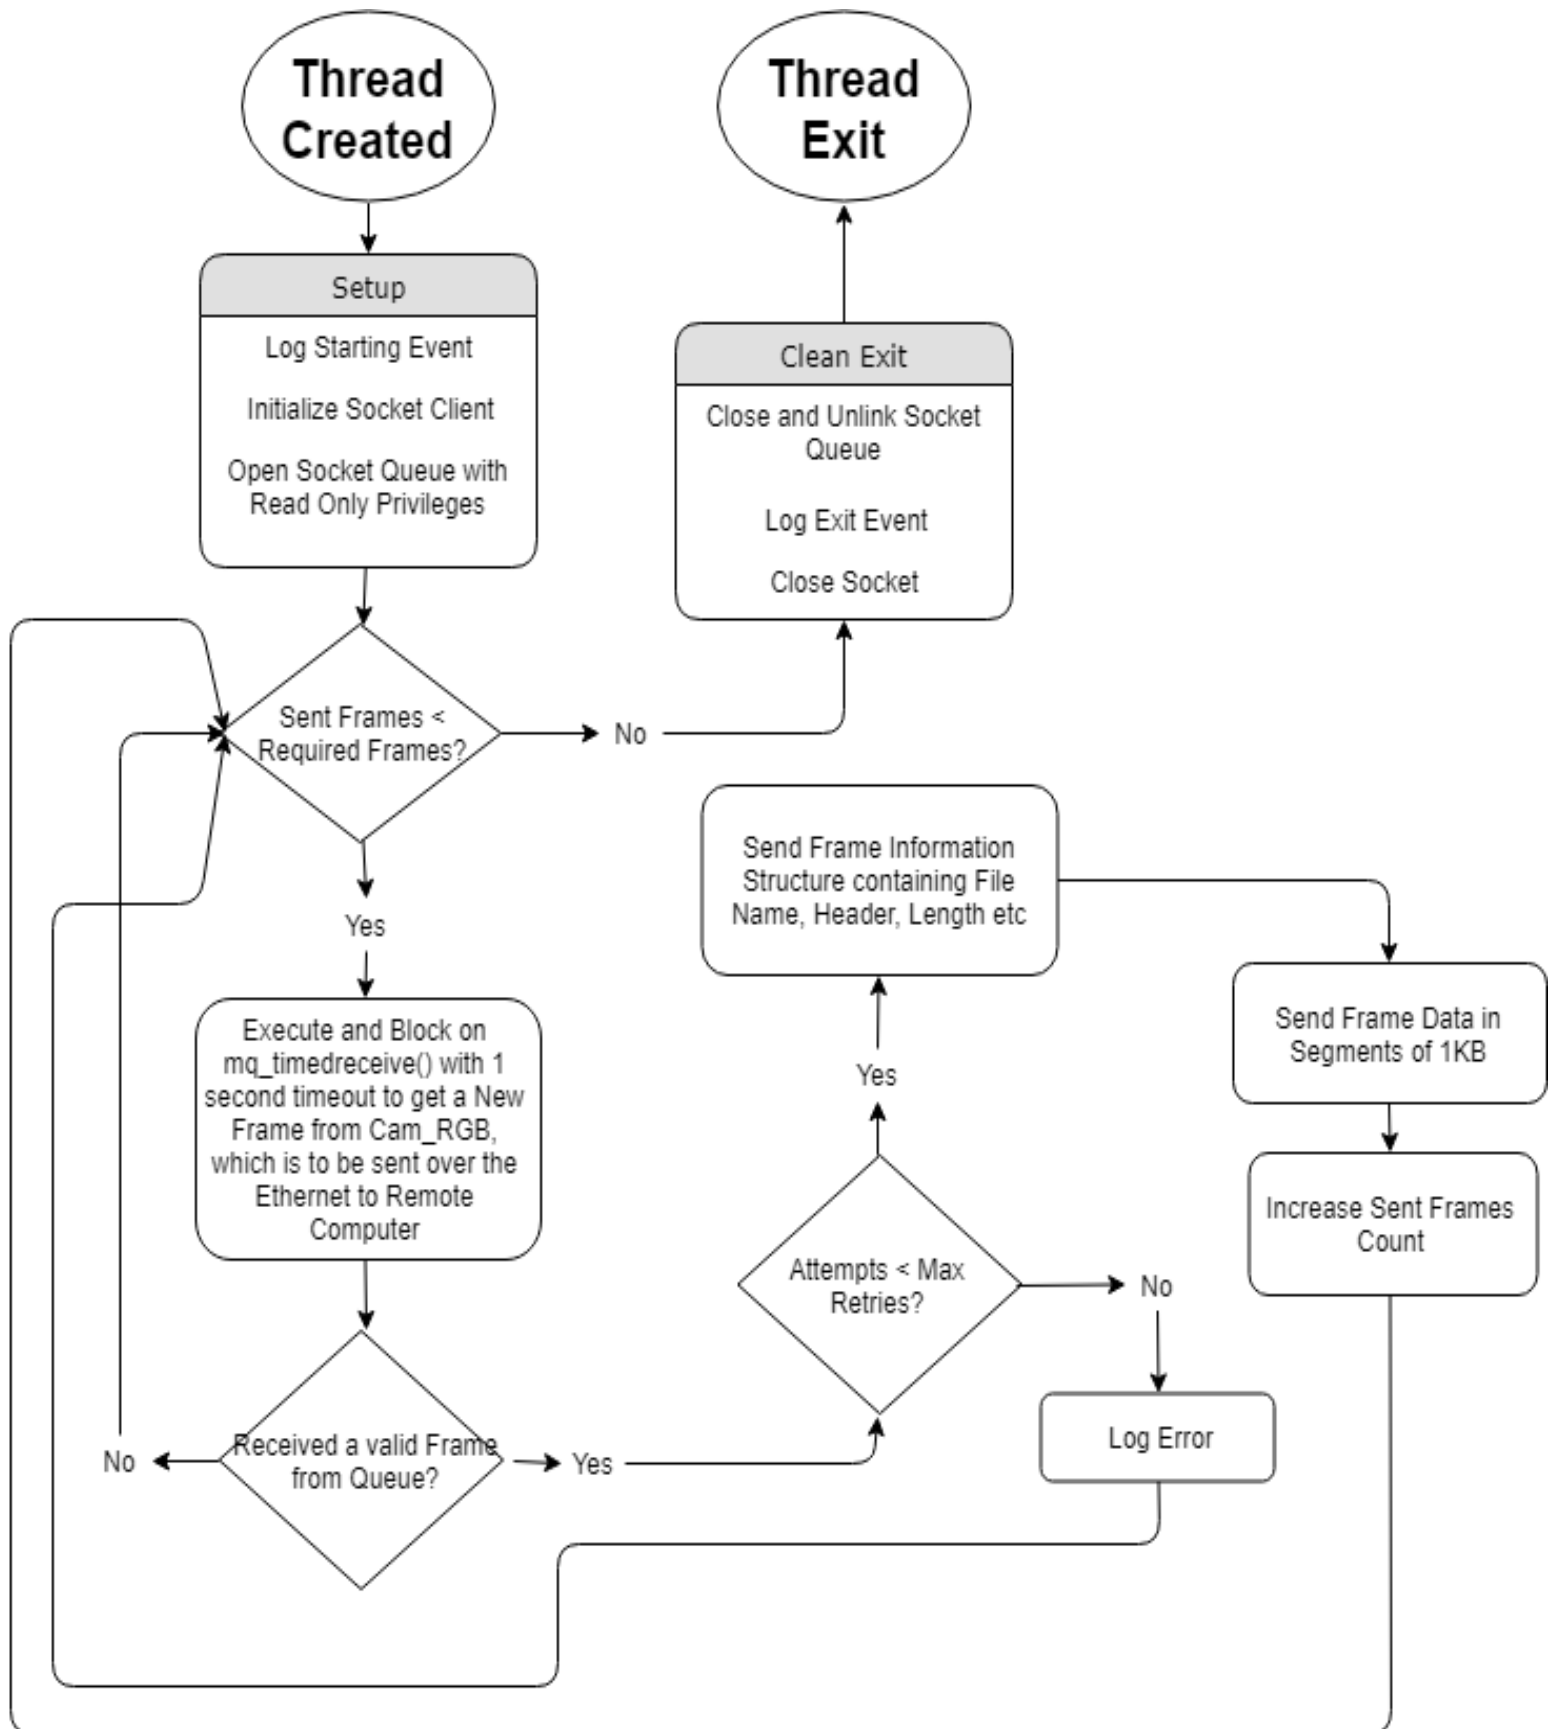 Thread
Created
Thread
Exit
Setup
Log Starting Event
Initialize Socket Client
Open Socket Queue with
Read Only Privileges
Clean Exit
Close and Unlink Socket
Queue
Log Exit Event
Close Socket
Sent Frames <
Required Frames?
No
Yes
Execute and Block on
mq_timedreceive() with 1
second timeout to get a New
Frame from Cam_RGB,
which is to be sent over the
Ethernet to Remote
Computer
Received a valid Frame
from Queue?
No
Yes
Attempts < Max
Retries?
Yes
No
Log Error
Send Frame Information
Structure containing File
Name, Header, Length etc
Send Frame Data in
Segments of 1KB
Increase Sent Frames
Count